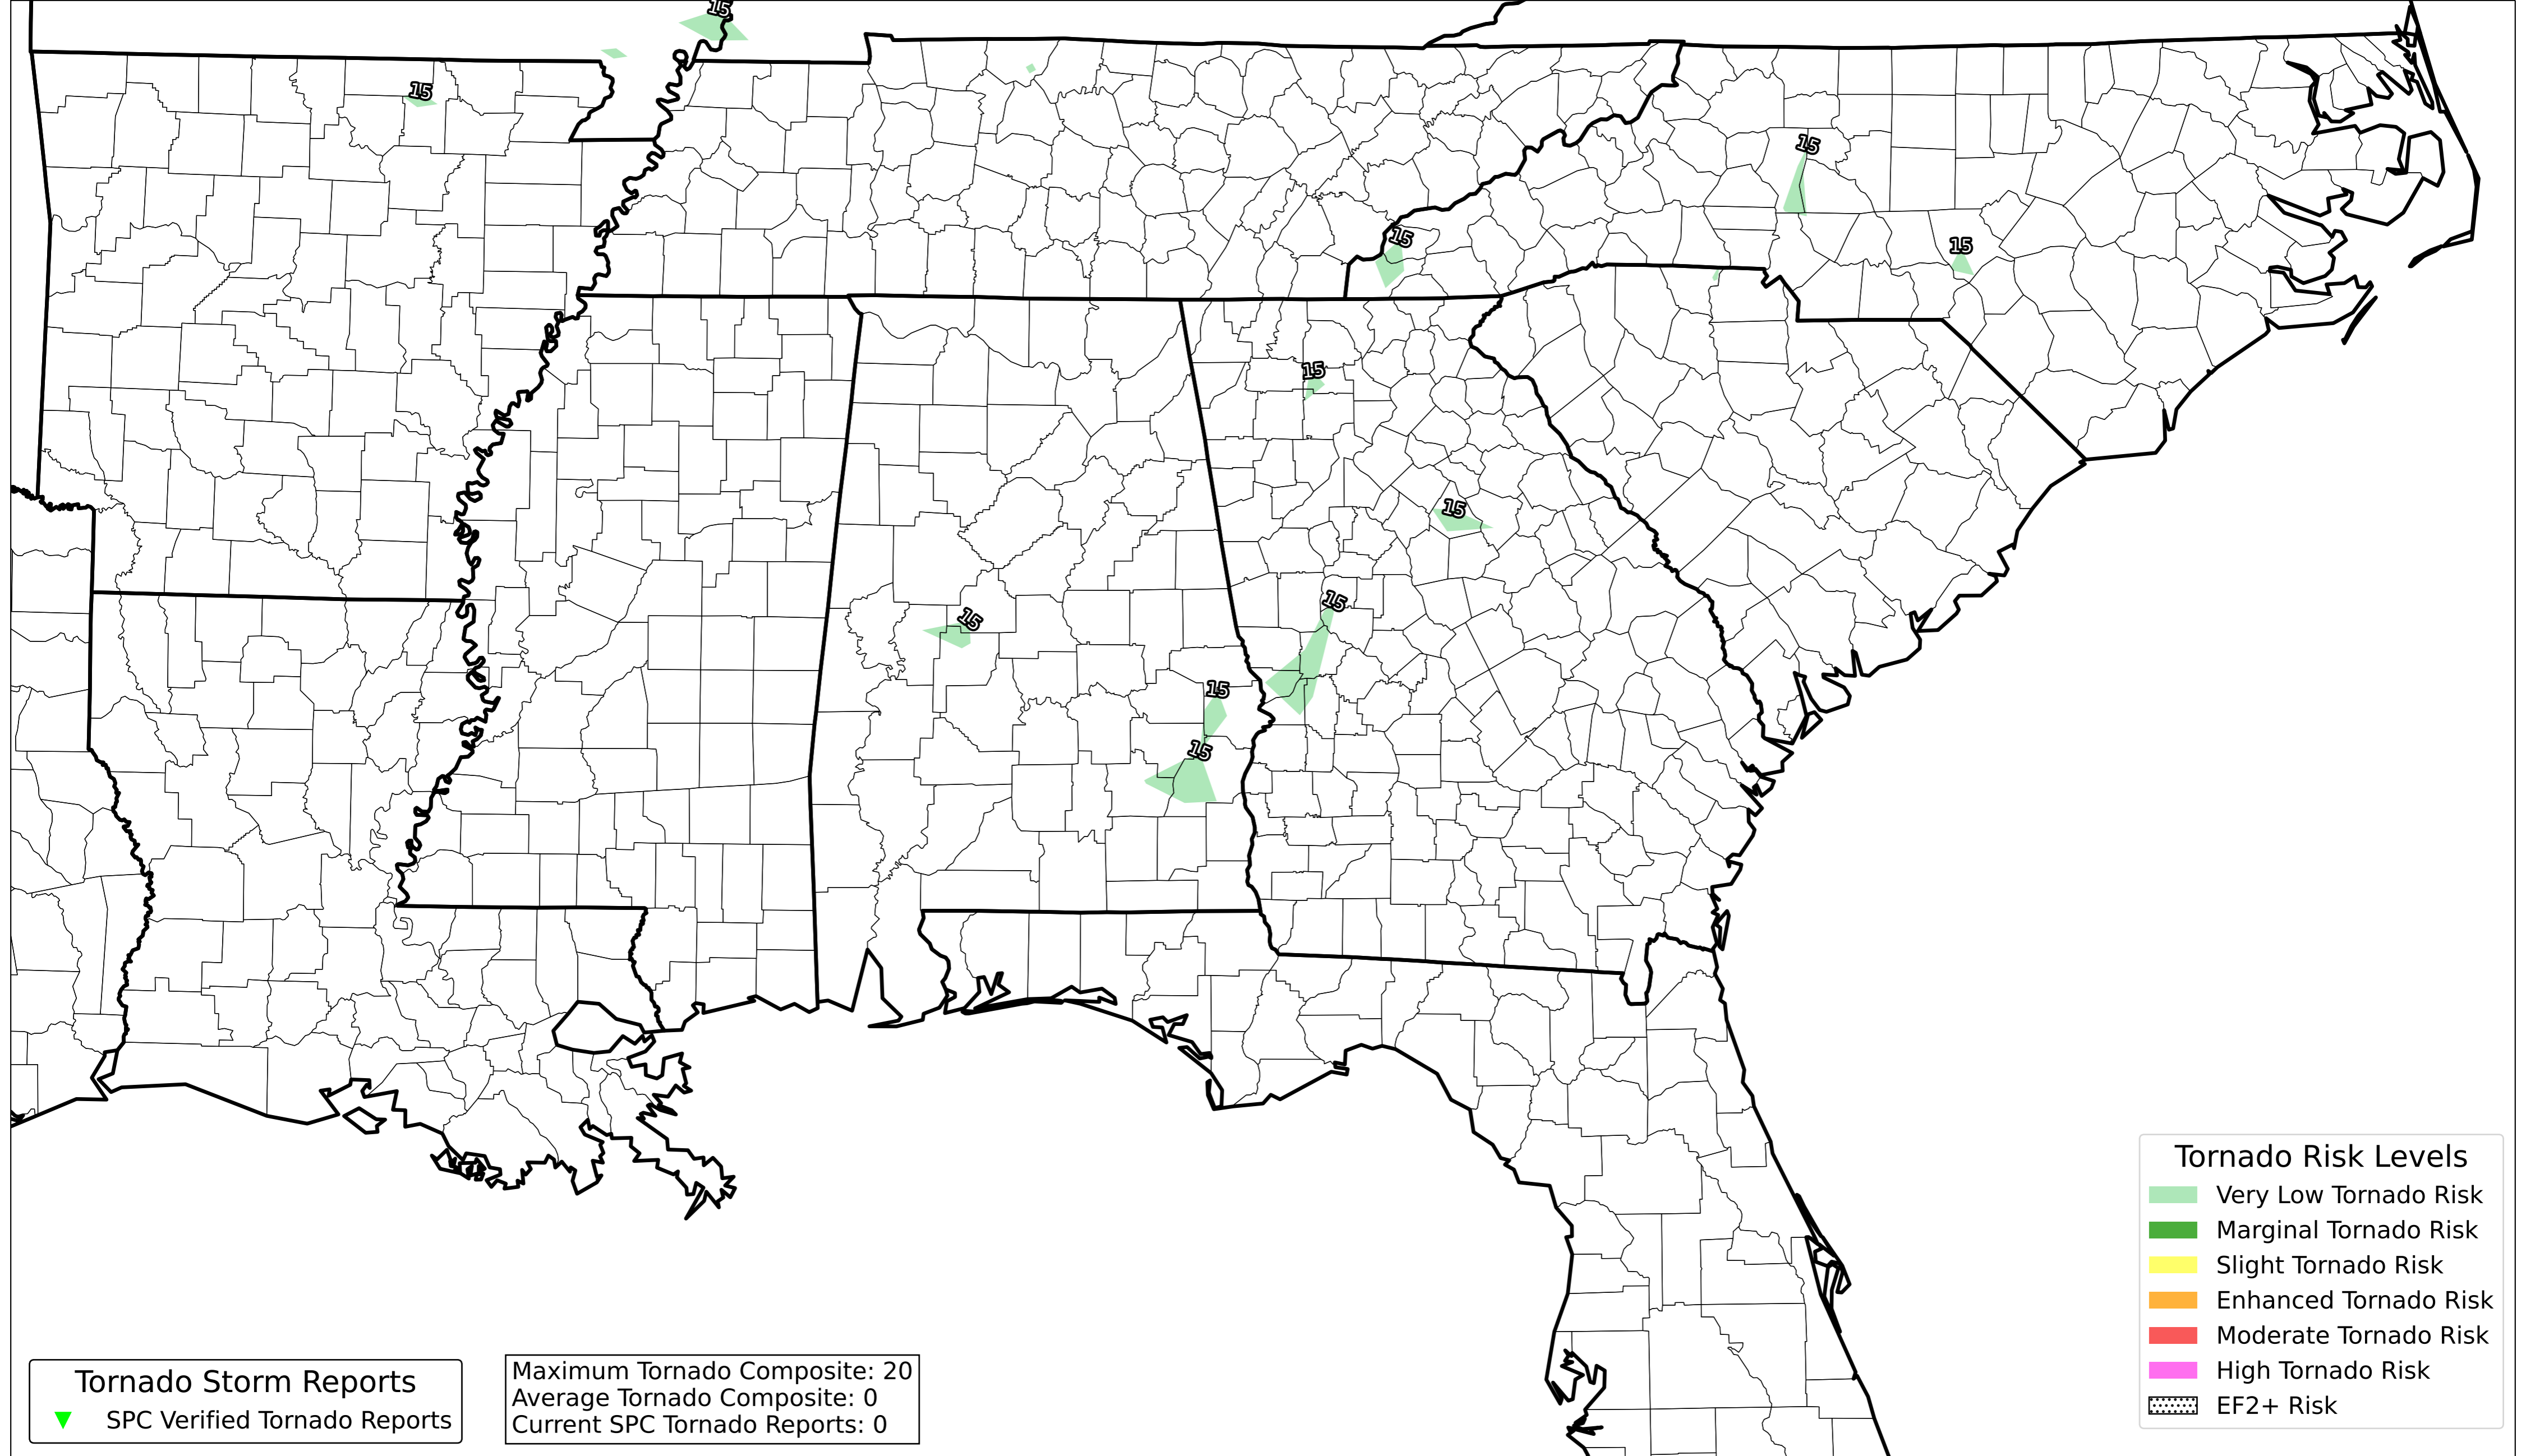 15
15
15
15
15
15
15
15
15
15
15
Tornado Risk Levels
Very Low Tornado Risk
Marginal Tornado Risk
Slight Tornado Risk
Enhanced Tornado Risk
Moderate Tornado Risk
High Tornado Risk
EF2+ Risk
Tornado Storm Reports
SPC Verified Tornado Reports
Maximum Tornado Composite: 20
Average Tornado Composite: 0
Current SPC Tornado Reports: 0